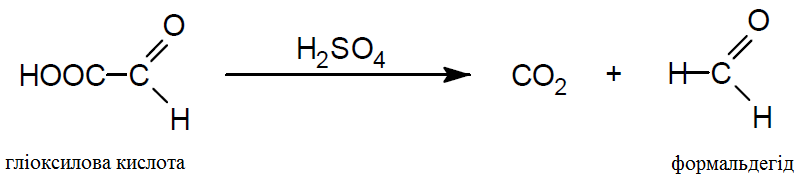 HOOC C O H
H₂SO₄
CO₂ + H C O H
гліоксилова кислота
формальдегід